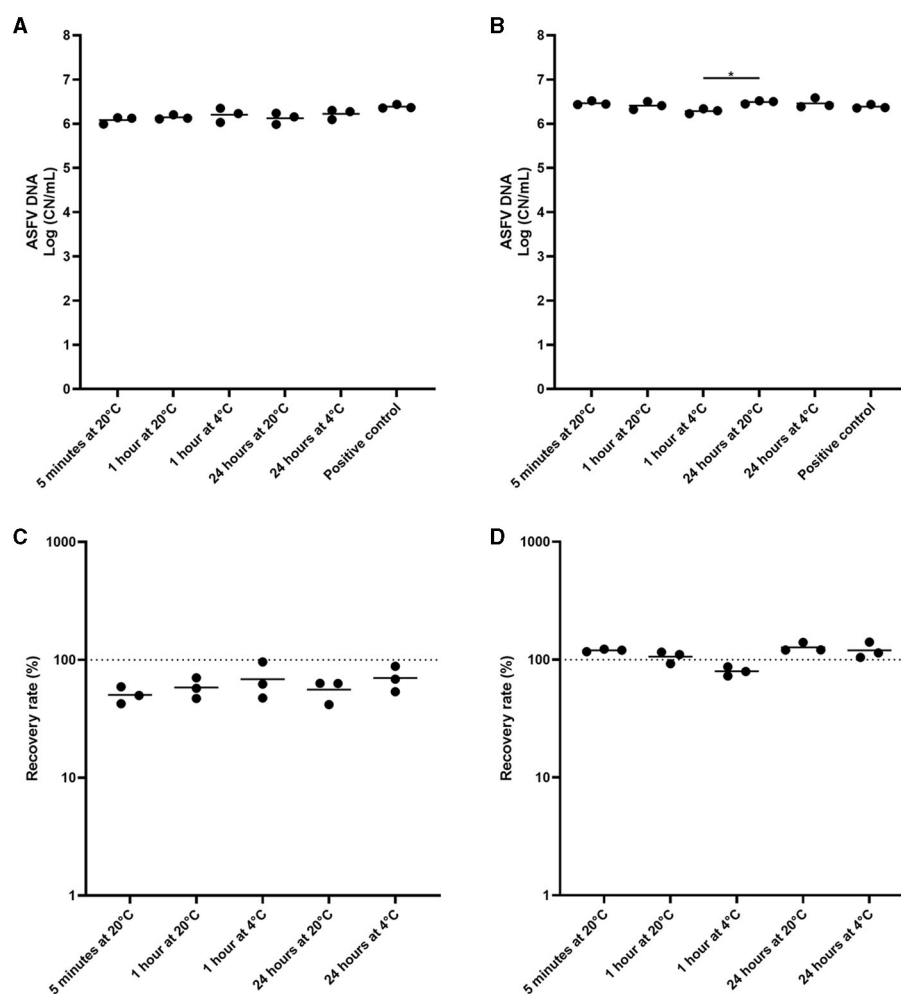 A
8
7
6
5
4
3
2
1
0
ASFV DNA
Log (CN/mL)
5 minutes at 20°C
1 hour at 20°C
1 hour at 4°C
24 hours at 20°C
24 hours at 4°C
Positive control
B
8
7
6
5
4
3
2
1
0
ASFV DNA
Log (CN/mL)
*
5 minutes at 20°C
1 hour at 20°C
1 hour at 4°C
24 hours at 20°C
24 hours at 4°C
Positive control
C
1000
100
10
1
Recovery rate (%)
5 minutes at 20°C
1 hour at 20°C
1 hour at 4°C
24 hours at 20°C
24 hours at 4°C
D
1000
100
10
1
Recovery rate (%)
5 minutes at 20°C
1 hour at 20°C
1 hour at 4°C
24 hours at 20°C
24 hours at 4°C